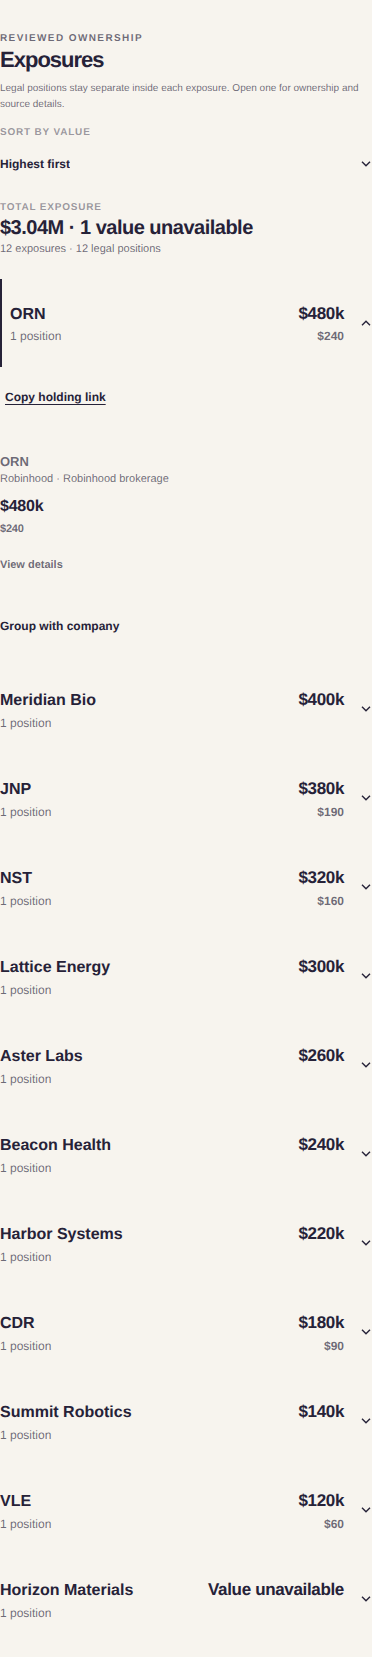 REVIEWED OWNERSHIP
Exposures
Legal positions stay separate inside each exposure. Open one for ownership and
source details.
SORT BY VALUE
Highest first
TOTAL EXPOSURE
$3.04M · 1 value unavailable
12 exposures · 12 legal positions
ORN $480k
1 position $240
Copy holding link
ORN
Robinhood · Robinhood brokerage
$480k
$240
View details
Group with company
Meridian Bio $400k
1 position
JNP $380k
1 position $190
NST $320k
1 position $160
Lattice Energy $300k
1 position
Aster Labs $260k
1 position
Beacon Health $240k
1 position
Harbor Systems $220k
1 position
CDR $180k
1 position $90
Summit Robotics $140k
1 position
VLE $120k
1 position $60
Horizon Materials Value unavailable
1 position